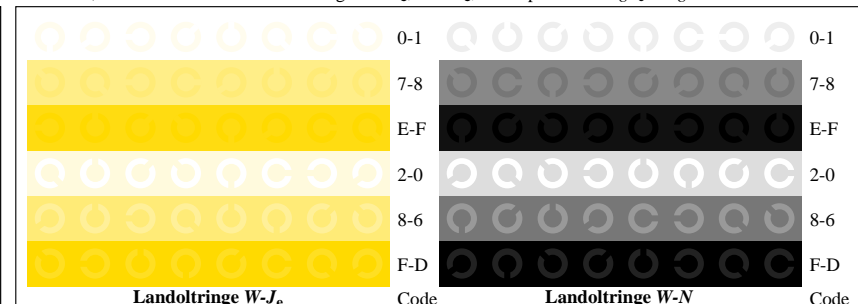 0-1
7-8
E-F
2-0
8-6
F-D
Landoltringe W-Jₑ Code
0-1
7-8
E-F
2-0
8-6
F-D
Landoltringe W-N Code